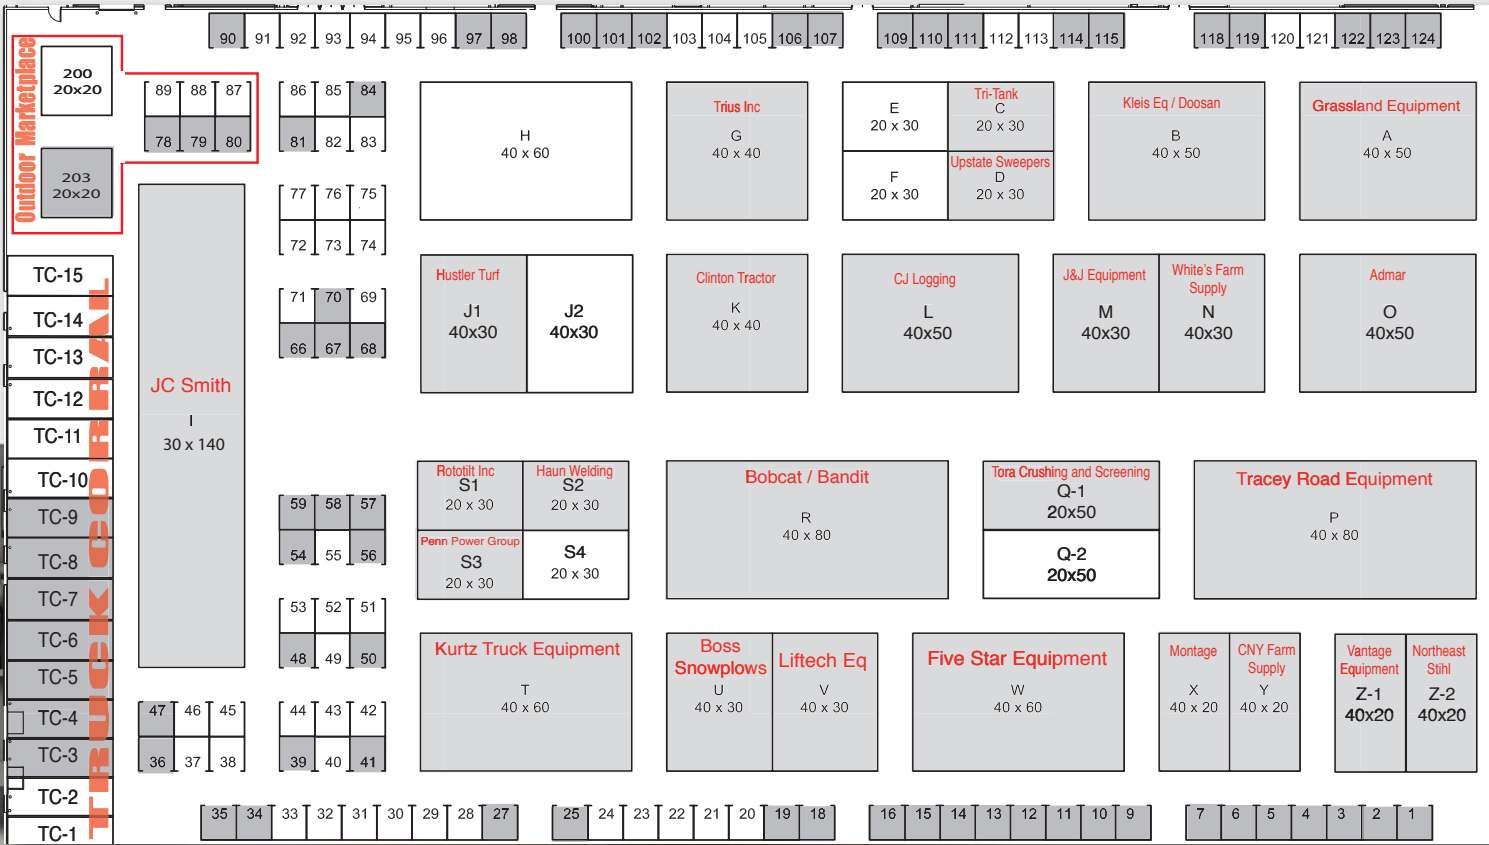 90 91 92 93 94 95 96 97 98
100 101 102 103 104 105 106 107
109 110 111 112 113 114 115
118 119 120 121 122 123 124
Outdoor Marketplace
200
20x20
203
20x20
89 88 87
78 79 80
86 85 84
81 82 83
H
40 x 60
Trius Inc
G
40 x 40
E
20 x 30
Tri-Tank
C
20 x 30
F
20 x 30
Upstate Sweepers
D
20 x 30
Kleis Eq / Doosan
B
40 x 50
Grassland Equipment
A
40 x 50
77 76 75
72 73 74
71 70 69
66 67 68
Hustler Turf
J1
40x30
J2
40x30
Clinton Tractor
K
40 x 40
CJ Logging
L
40x50
J&J Equipment
M
40x30
White's Farm
Supply
N
40x30
Admar
O
40x50
TC-15
TC-14
TC-13
TC-12
TC-11
TC-10
TC-9
TC-8
TC-7
TC-6
TC-5
TC-4
TC-3
TC-2
TC-1
TRUCK CORRAL
JC Smith
I
30 x 140
59 58 57
54 55 56
53 52 51
48 49 50
Rototilt Inc
S1
20 x 30
Haun Welding
S2
20 x 30
Penn Power Group
S3
20 x 30
S4
20 x 30
Bobcat / Bandit
R
40 x 80
Tora Crushing and Screening
Q-1
20x50
Q-2
20x50
Tracey Road Equipment
P
40 x 80
47 46 45
36 37 38
44 43 42
39 40 41
Kurtz Truck Equipment
T
40 x 60
Boss
Snowplows
U
40 x 30
Liftech Eq
V
40 x 30
Five Star Equipment
W
40 x 60
Montage
X
40 x 20
CNY Farm
Supply
Y
40 x 20
Vantage
Equipment
Z-1
40x20
Northeast
Stihl
Z-2
40x20
35 34 33 32 31 30 29 28 27
25 24 23 22 21 20 19 18
16 15 14 13 12 11 10 9
7 6 5 4 3 2 1